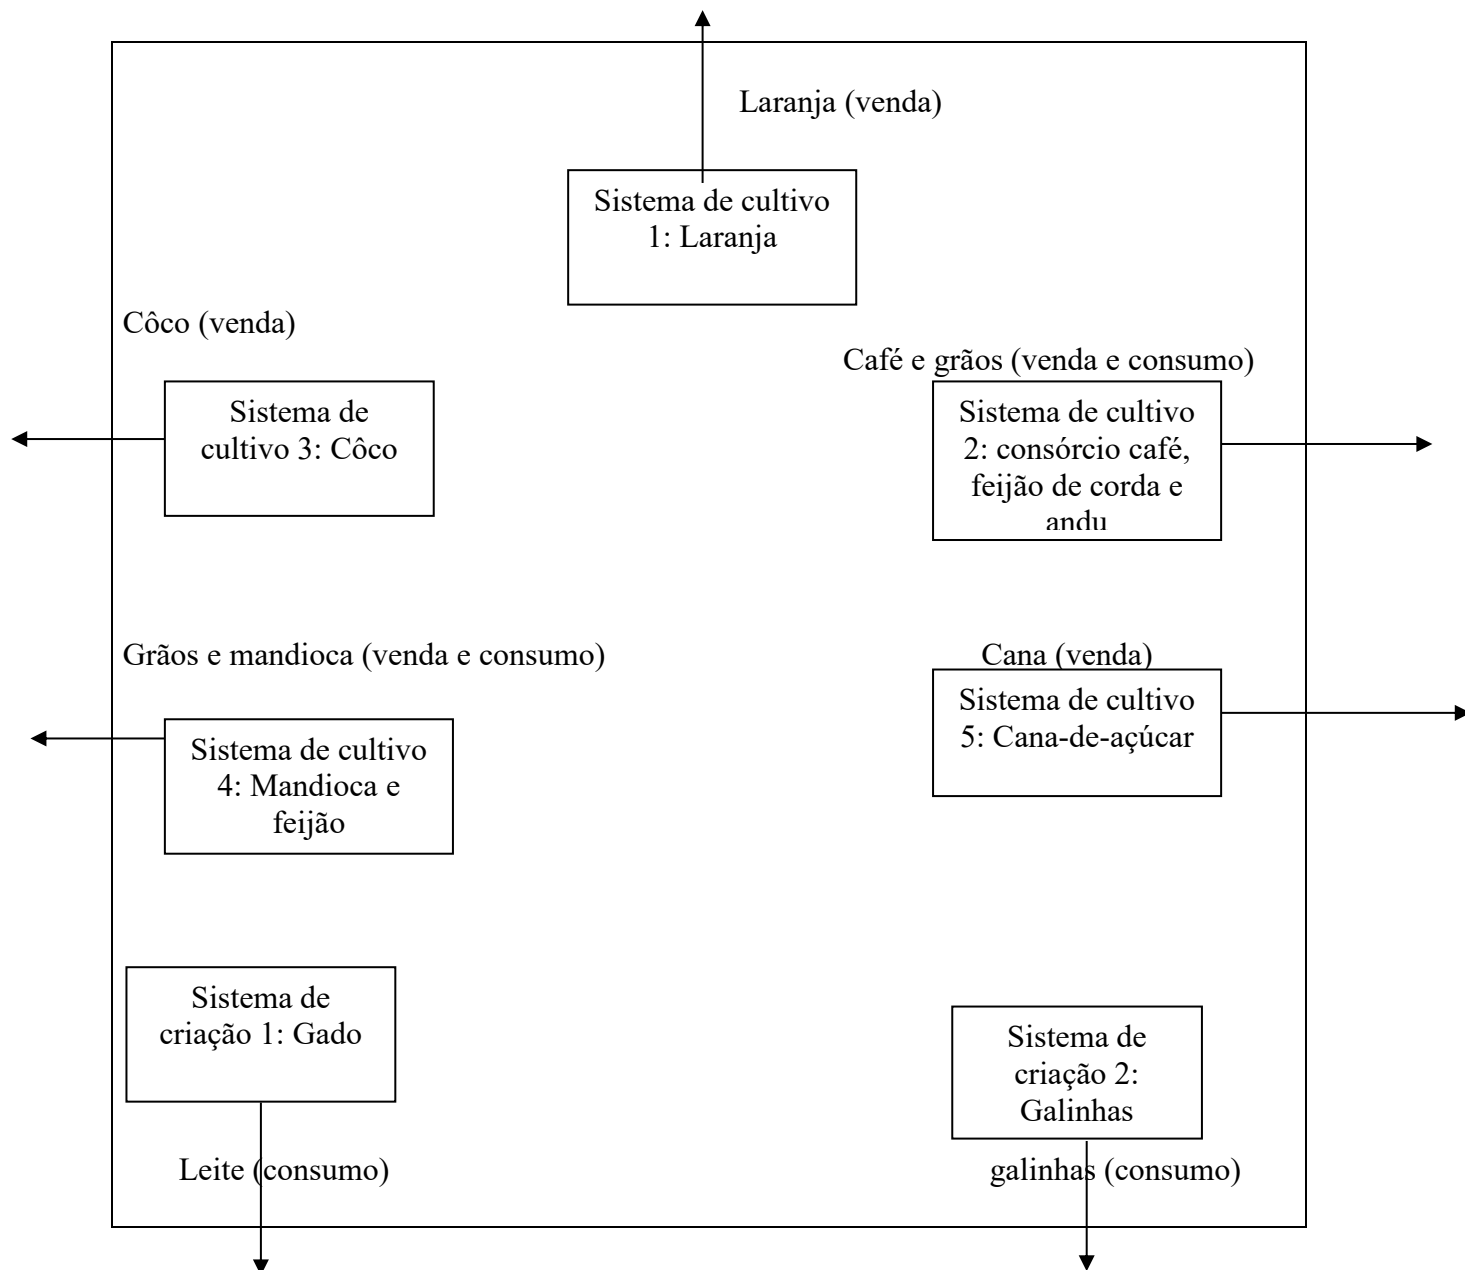 Laranja (venda)
Sistema de cultivo
1: Laranja
Côco (venda)
Café e grãos (venda e consumo)
Sistema de
cultivo 3: Côco
Sistema de cultivo
2: consórcio café,
feijão de corda e
andu
Grãos e mandioca (venda e consumo)
Cana (venda)
Sistema de cultivo
4: Mandioca e
feijão
Sistema de cultivo
5: Cana-de-açúcar
Sistema de
criação 1: Gado
Sistema de
criação 2:
Galinhas
Leite (consumo)
galinhas (consumo)